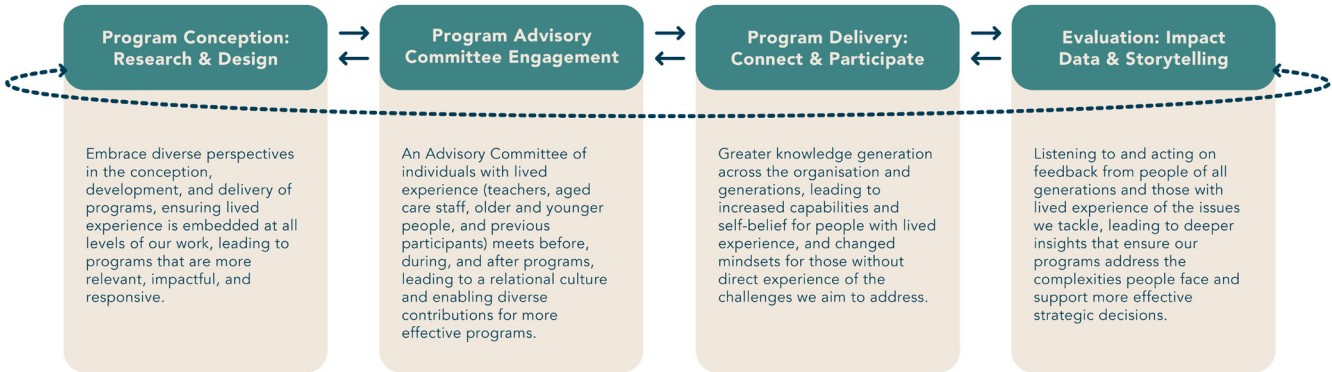 Program Conception:
Research & Design
Embrace diverse perspectives
in the conception,
development, and delivery of
programs, ensuring lived
experience is embedded at all
levels of our work, leading to
programs that are more
relevant, impactful, and
responsive.
Program Advisory
Committee Engagement
An Advisory Committee of
individuals with lived
experience (teachers, aged
care staff, older and younger
people, and previous
participants) meets before,
during, and after programs,
leading to a relational culture
and enabling diverse
contributions for more
effective programs.
Program Delivery:
Connect & Participate
Greater knowledge generation
across the organisation and
generations, leading to
increased capabilities and
self-belief for people with lived
experience, and changed
mindsets for those without
direct experience of the
challenges we aim to address.
Evaluation: Impact
Data & Storytelling
Listening to and acting on
feedback from people of all
generations and those with
lived experience of the issues
we tackle, leading to deeper
insights that ensure our
programs address the
complexities people face and
support more effective
strategic decisions.